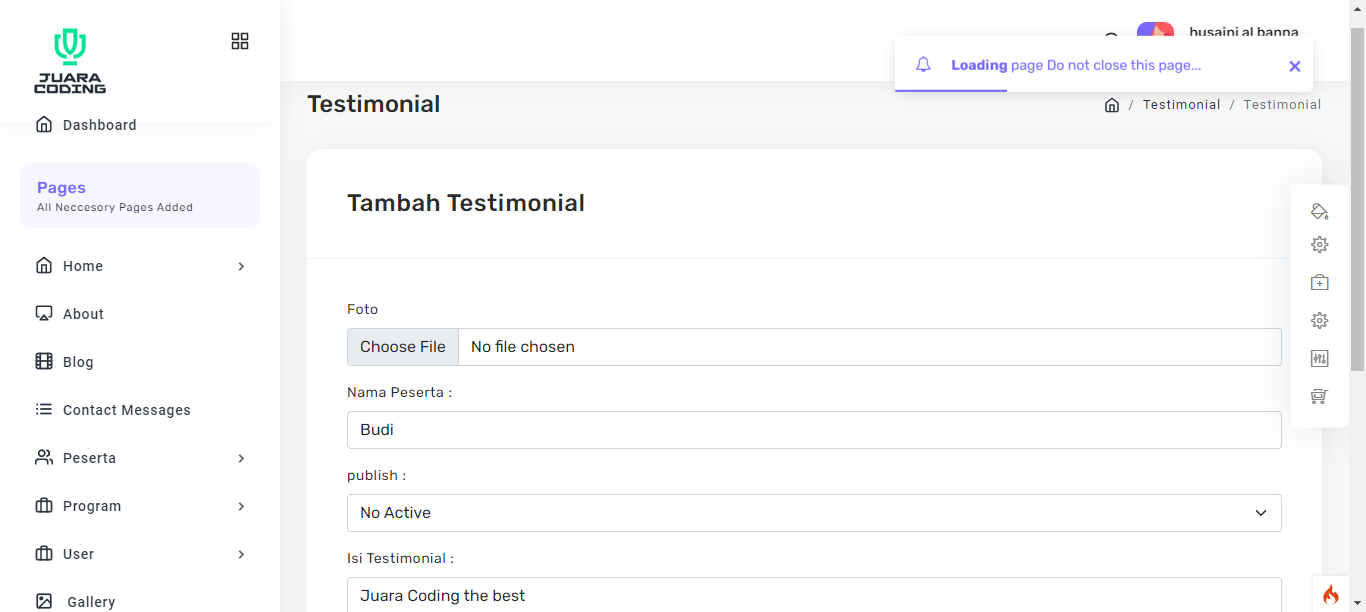 JUARA
CODING
husaini al banna
Loading page Do not close this page...
Testimonial
/ Testimonial / Testimonial
Dashboard
Pages
All Neccesory Pages Added
Home
About
Blog
Contact Messages
Peserta
Program
User
Gallery
Tambah Testimonial
Foto
Choose File No file chosen
Nama Peserta :
Budi
publish :
No Active
Isi Testimonial :
Juara Coding the best